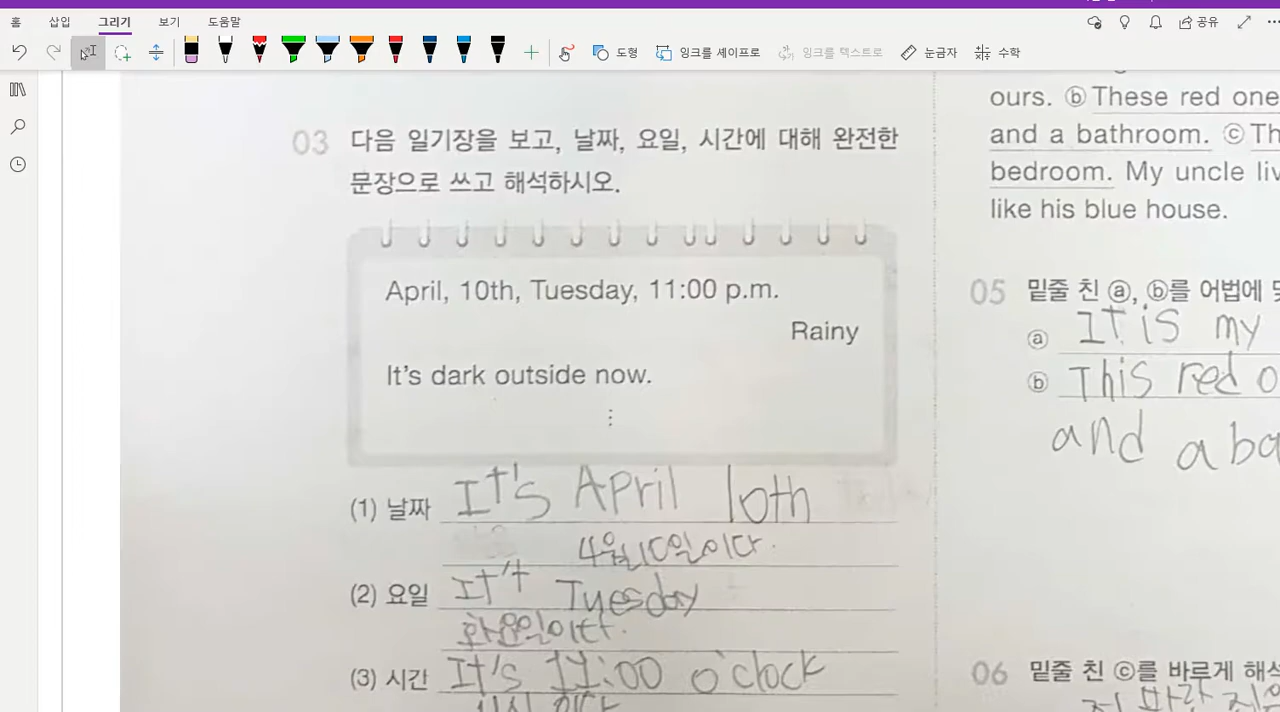 홈 삽입 그리기 보기 도움말
공유
도형 잉크를 셰이프로 잉크를 텍스트로 눈금자 수학
03 다음 일기장을 보고, 날짜, 요일, 시간에 대해 완전한
문장으로 쓰고 해석하시오.
April, 10th, Tuesday, 11:00 p.m.
Rainy
It's dark outside now.
⋮
(1) 날짜 It's April 10th
4월10일이다.
(2) 요일 It't Tuesday
화요일이다.
(3) 시간 It's 11:00 o'clock
ours. ⓑ These red one
and a bathroom. ⓒ Th
bedroom. My uncle liv
like his blue house.
05 밑줄 친 ⓐ, ⓑ를 어법에 맞
ⓐ It is my
ⓑ This red o
and a ba
06 밑줄 친 ⓒ를 바르게 해석